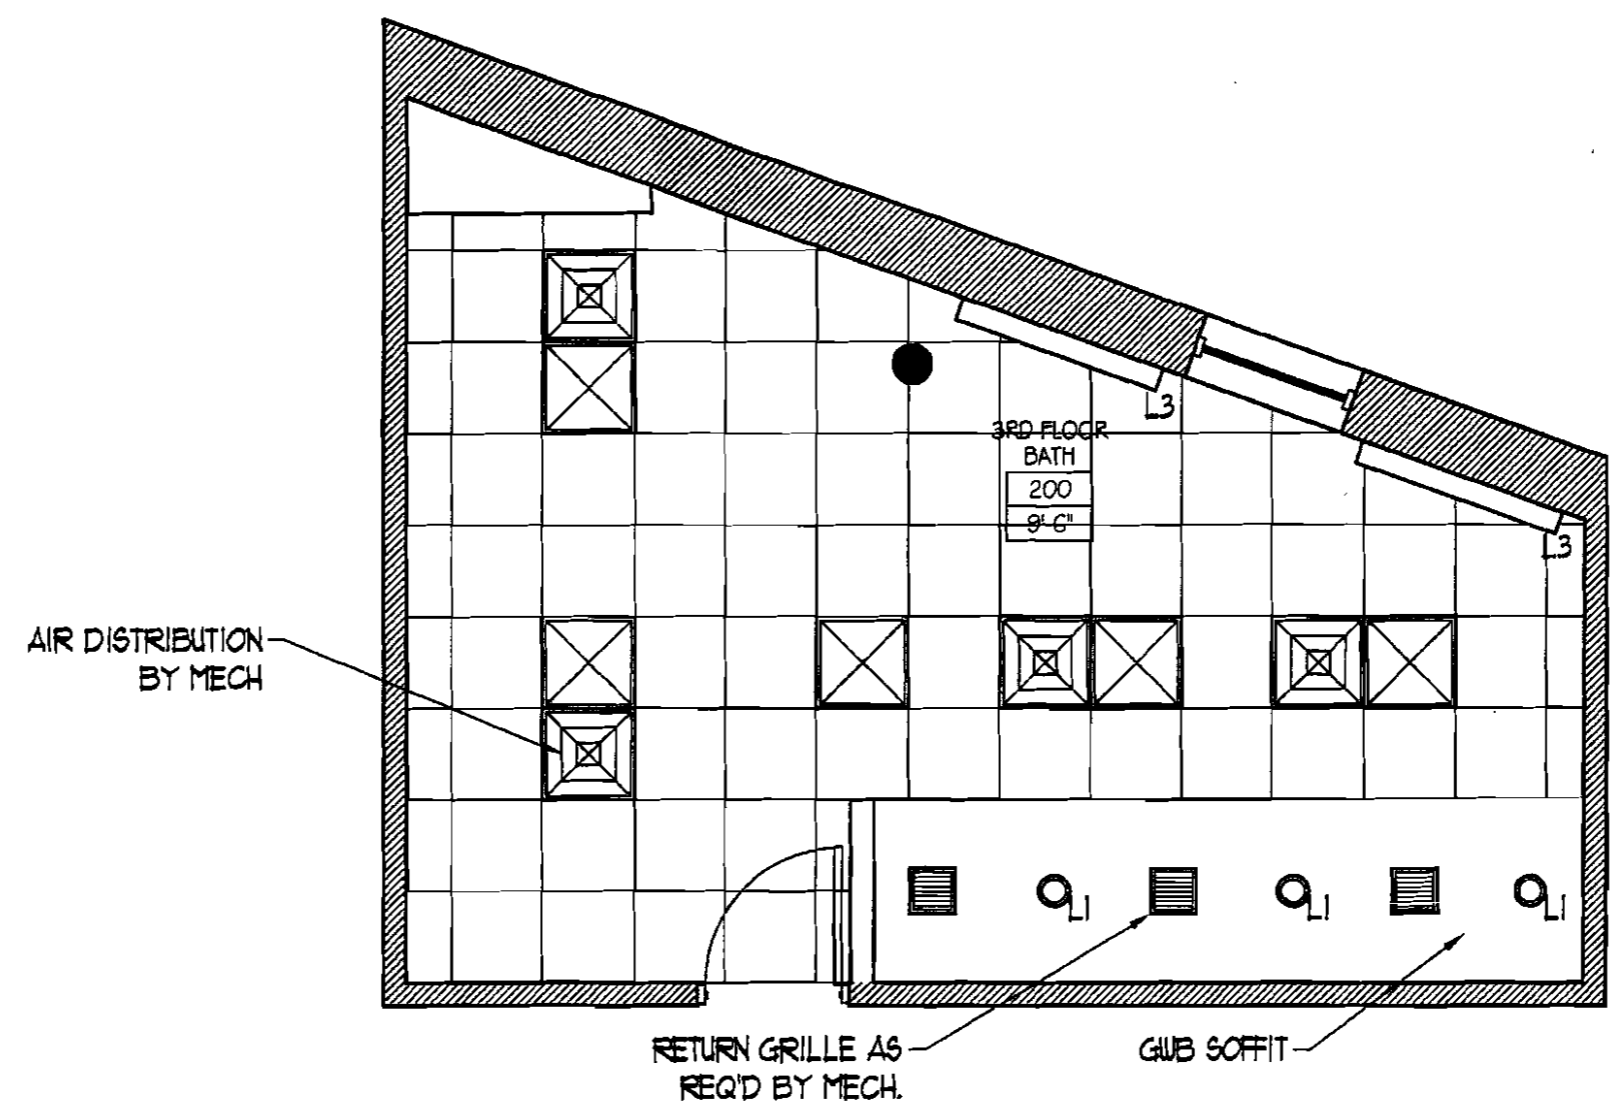 L3
3RD FLOOR
BATH
200
9'-6"
L3
AIR DISTRIBUTION
BY MECH
L1
L1
L1
RETURN GRILLE AS
REQ'D BY MECH.
GWB SOFFIT